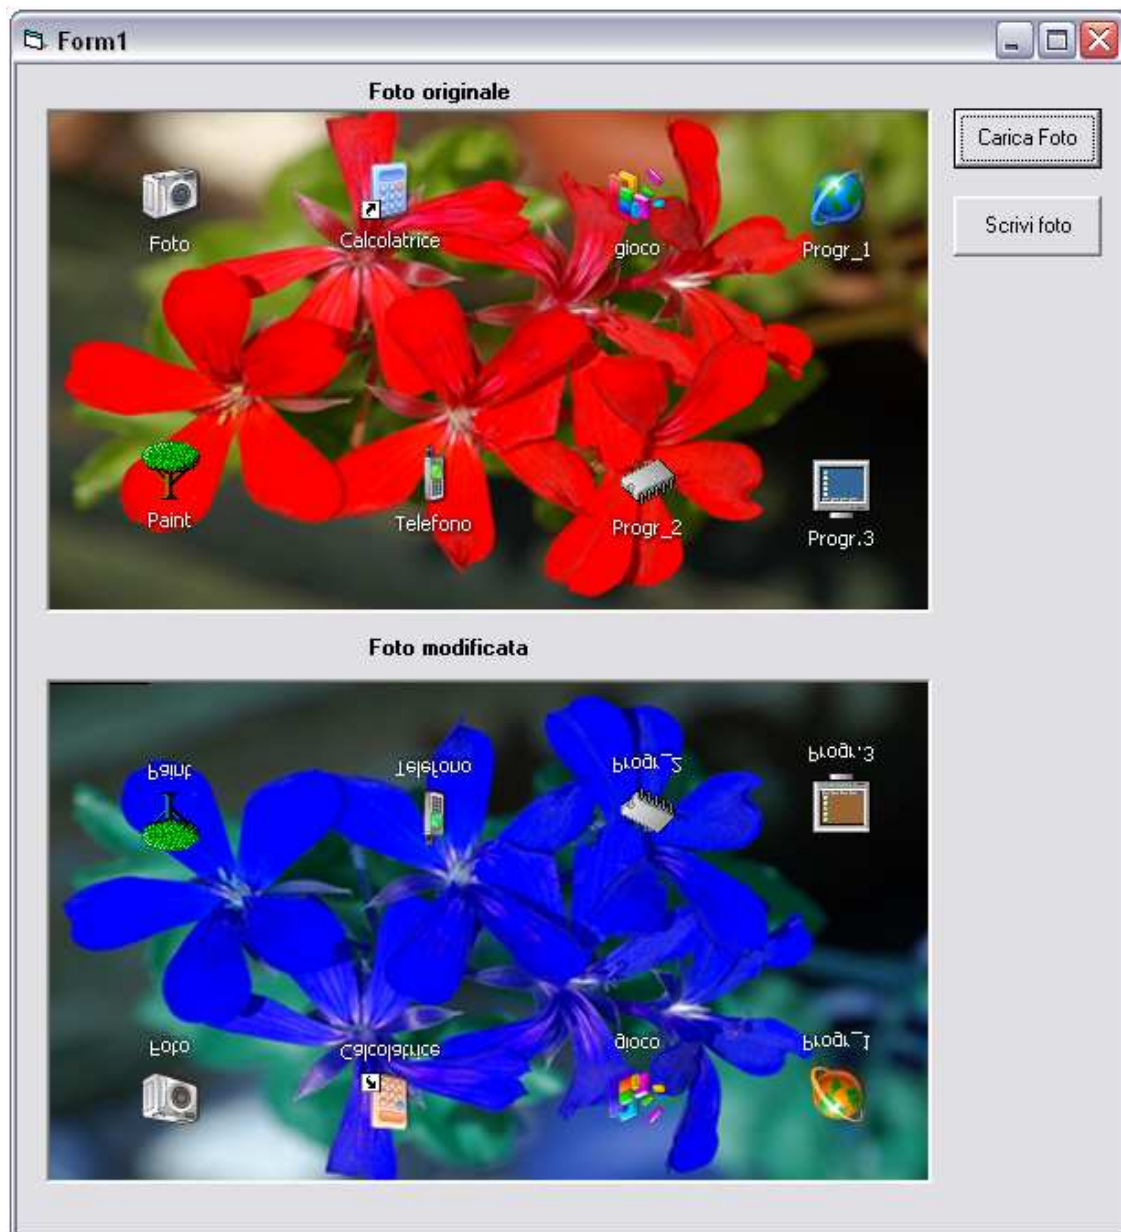 Form1
Foto originale
Carica Foto
Scrivi foto
Foto
Calcolatrice
gioco
Progr_1
Paint
Telefono
Progr_2
Progr.3
Foto modificata
Paint
Telefono
Progr_2
Progr.3
Foto
Calcolatrice
gioco
Progr_1